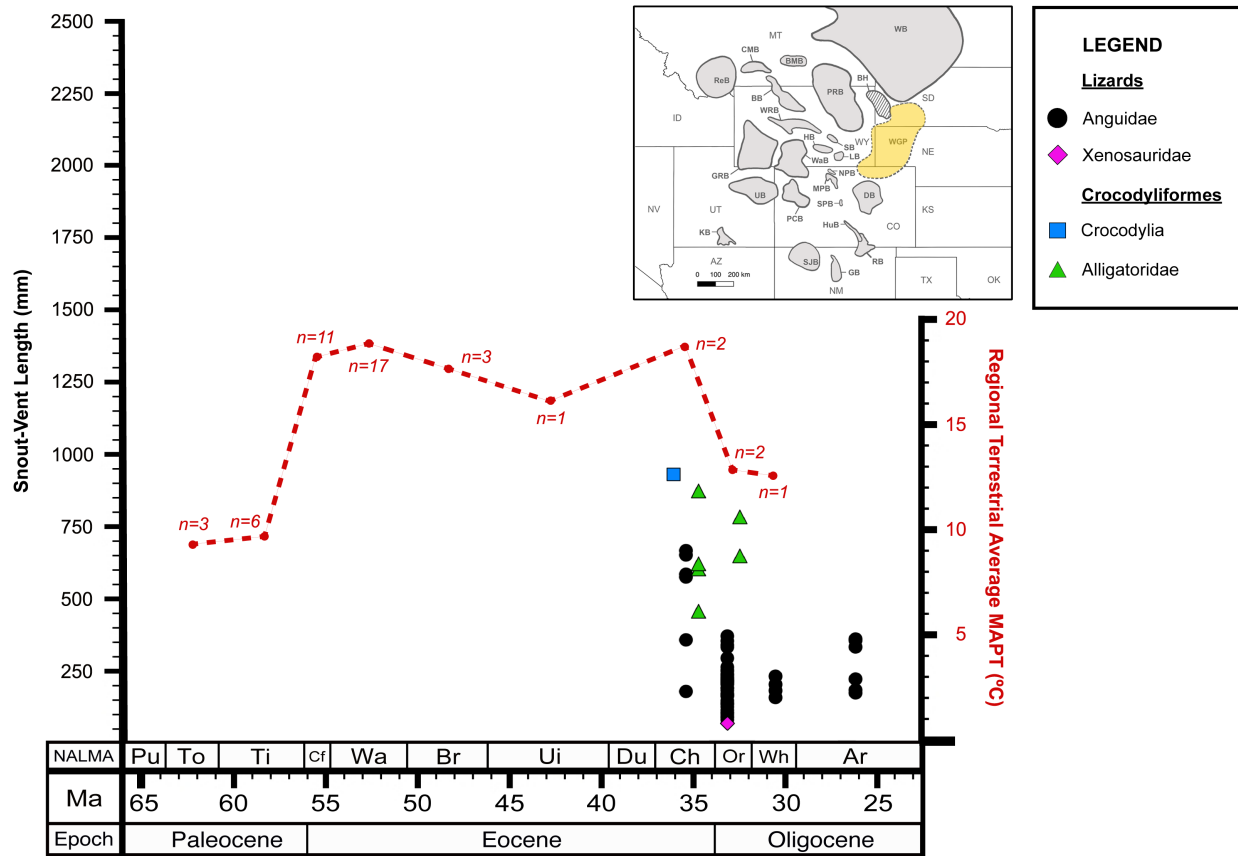 Snout-Vent Length (mm)
2500
2250
2000
1750
1500
1250
1000
750
500
250
MT
WB
CMB
BMB
ReB
BH
BB
PRB
SD
ID
WRB
HB
SB
WY
WGP
NE
LB
WaB
NPB
GRB
MPB
UB
DB
SPB
NV
UT
PCB
KS
HuB
CO
KB
AZ
SJB
GB
RB
TX
OK
NM
0 100 200 km
LEGEND
Lizards
Anguidae
Xenosauridae
Crocodyliformes
Crocodylia
Alligatoridae
n=3
n=6
n=11
n=17
n=3
n=1
n=2
n=2
n=1
20
15
10
5
Regional Terrestrial Average MAPT (ºC)
NALMA Pu To Ti Cf Wa Br Ui Du Ch Or Wh Ar
Ma 65 60 55 50 45 40 35 30 25
Epoch Paleocene Eocene Oligocene